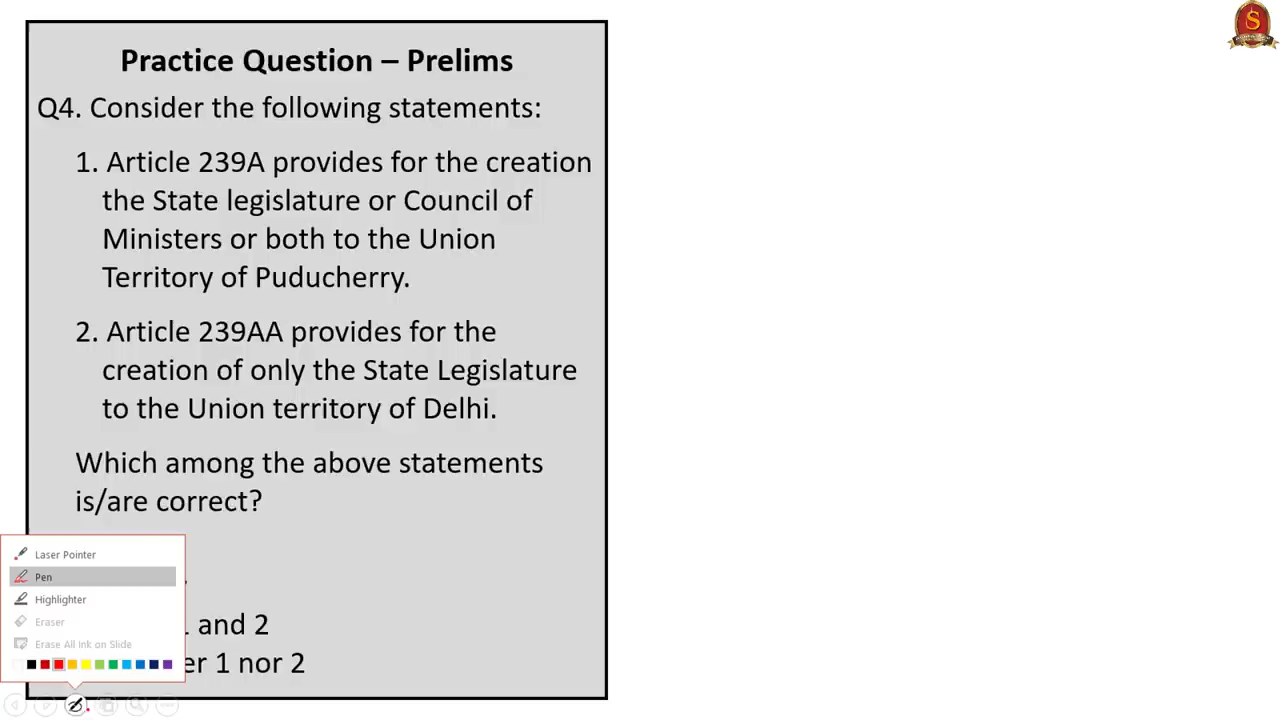 Practice Question – Prelims
Q4. Consider the following statements:
1. Article 239A provides for the creation
the State legislature or Council of
Ministers or both to the Union
Territory of Puducherry.
2. Article 239AA provides for the
creation of only the State Legislature
to the Union territory of Delhi.
Which among the above statements
is/are correct?
Laser Pointer
Pen
Highlighter
Eraser
and 2
Erase All Ink on Slide
1 nor 2
S